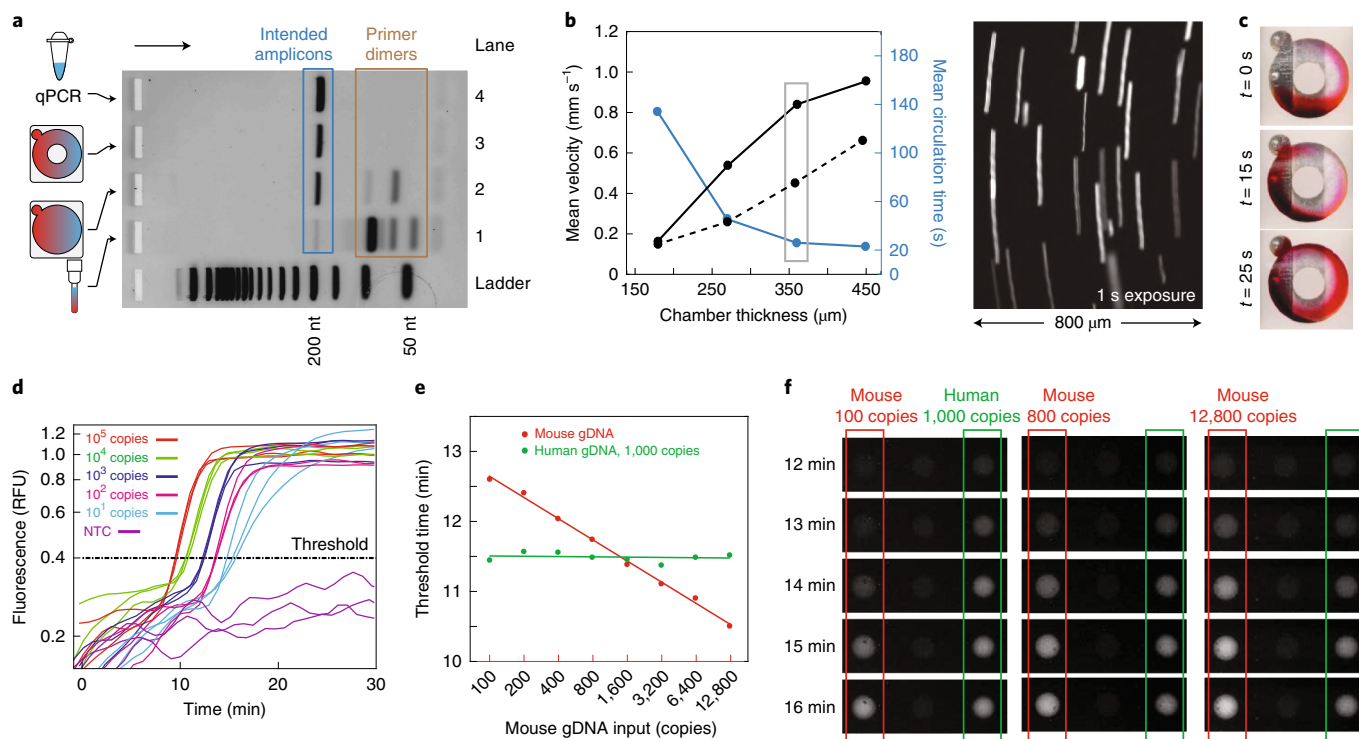 a
Intended amplicons
Primer dimers
Lane
qPCR
4
3
2
1
Ladder
200 nt
50 nt
b
Mean velocity (mm s⁻¹)
1.2
1.0
0.8
0.6
0.4
0.2
0
180
140
100
60
20
0
Mean circulation time (s)
150
270
350
450
Chamber thickness (μm)
1 s exposure
800 μm
c
t = 0 s
t = 15 s
t = 25 s
d
Fluorescence (RFU)
1.2
1.0
0.8
0.6
0.4
0.2
10⁵ copies
10⁴ copies
10³ copies
10² copies
10¹ copies
NTC
Threshold
0
10
20
30
Time (min)
e
Threshold time (min)
13
12
11
10
Mouse gDNA
Human gDNA, 1,000 copies
100
200
400
800
1,600
3,200
6,400
12,800
Mouse gDNA input (copies)
f
Mouse
100 copies
Human
1,000 copies
Mouse
800 copies
Mouse
12,800 copies
12 min
13 min
14 min
15 min
16 min